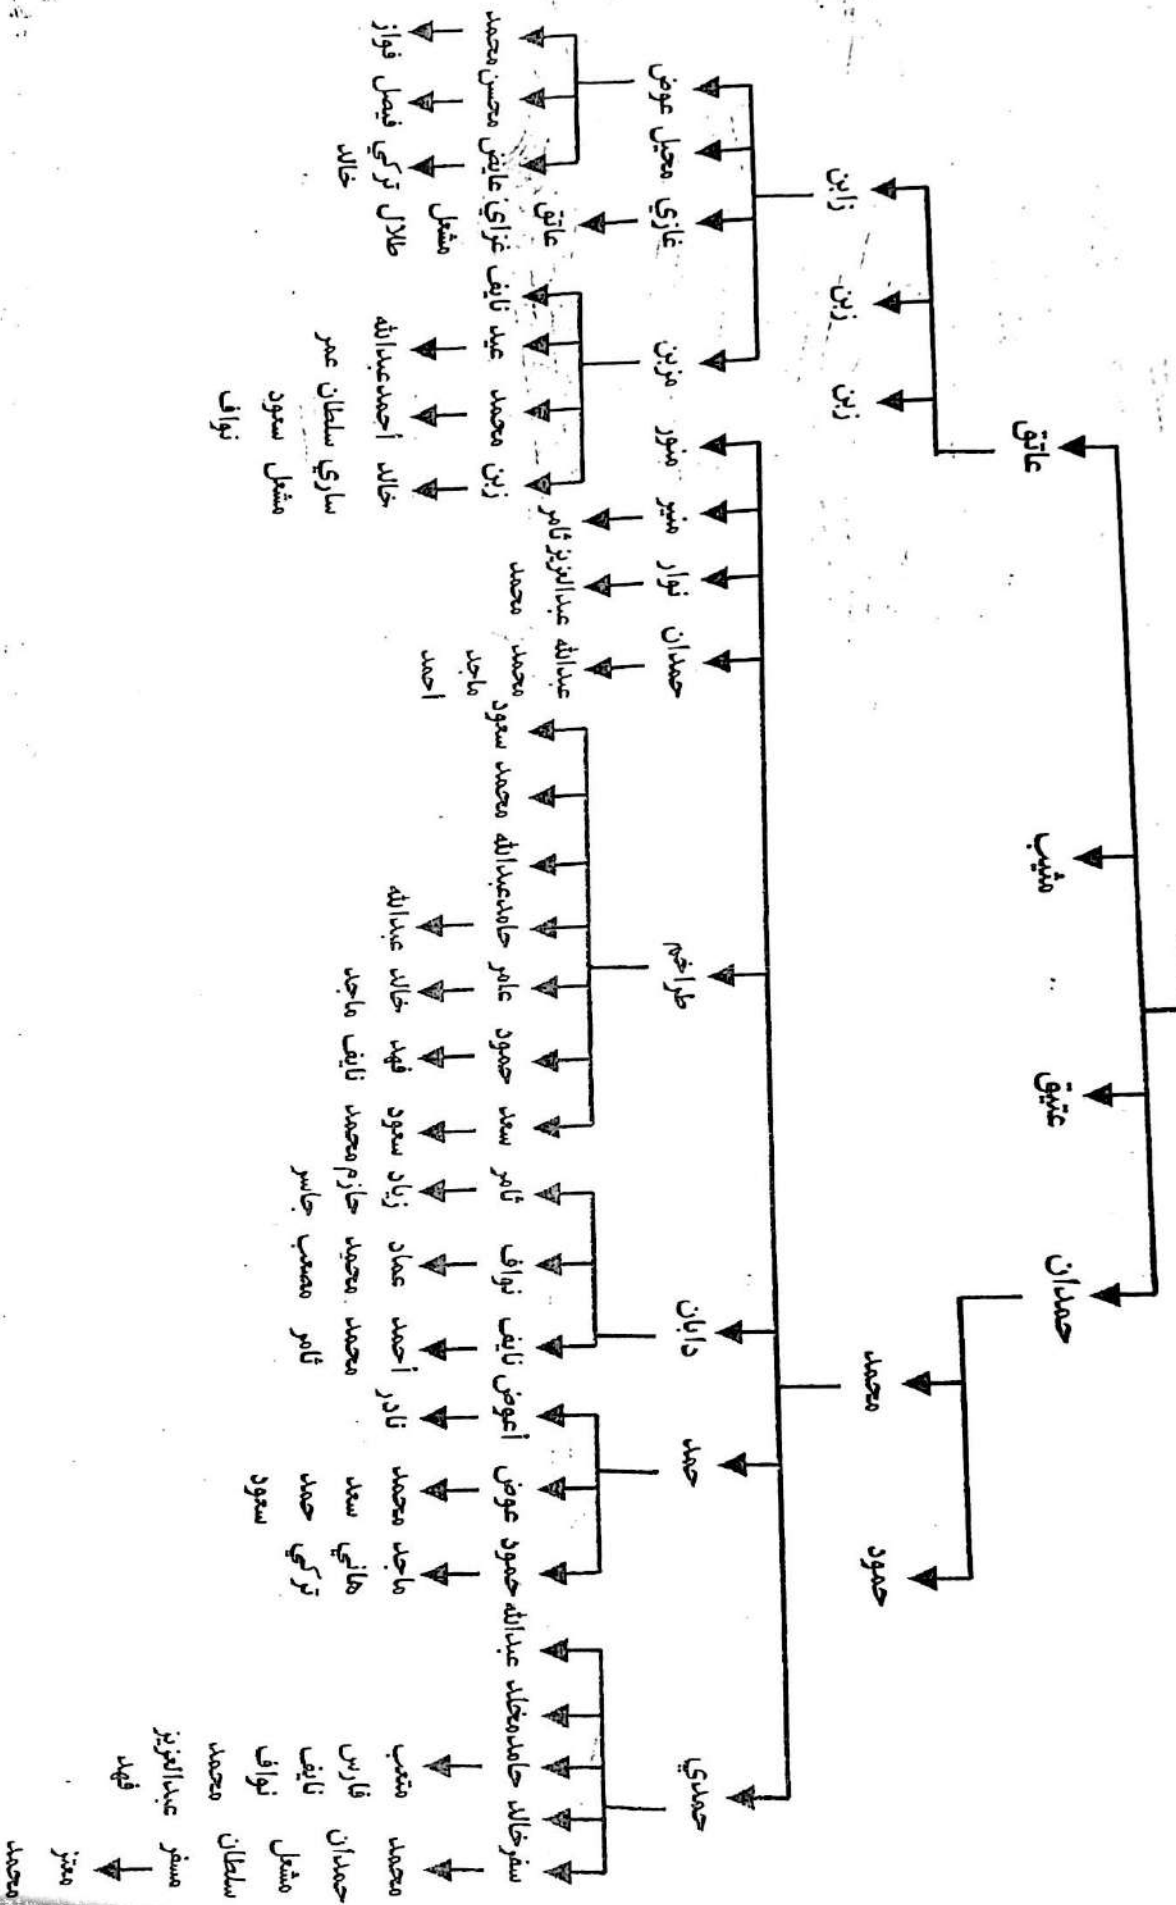 عاتق
مثيب
عتيق
حمدان
زابن
زبن
زبن
محمد
حمود
عوض
محيل
غازي
مزبن
منور
منير
نوار
حمدان
طراخم
دابان
حمد
حمدي
محمد
محسن
عايض
فواز
فيصل
تركي
خالد
عاتق
غزاي
مشعل
طلال
نايف
عيد
محمد
زبن
عبدالله
عمر
أحمد
سلطان
سعود
نواف
خالد
ساري
مشعل
ثامر
عبدالعزيز
محمد
عبدالله
محمد
ماجد
احمد
سعود
محمد
عبدالله
حامد
عامر
حمود
سعد
عبدالله
خالد
ماجد
فهد
نايف
سعود
محمد
ثامر
نواف
نايف
زياد
حازم
جاسر
عماد
محمد
مصعب
أحمد
محمد
ثامر
أعوض
عوض
حمود
نادر
محمد
سعد
حمد
سعود
ماجد
هاني
تركي
عبدالله
مخلد
حامد
خالد
سفر
متعب
فارس
نايف
نواف
محمد
عبدالعزيز
فهد
محمد
حمدان
مشعل
سلطان
مسفر
معتز
محمد